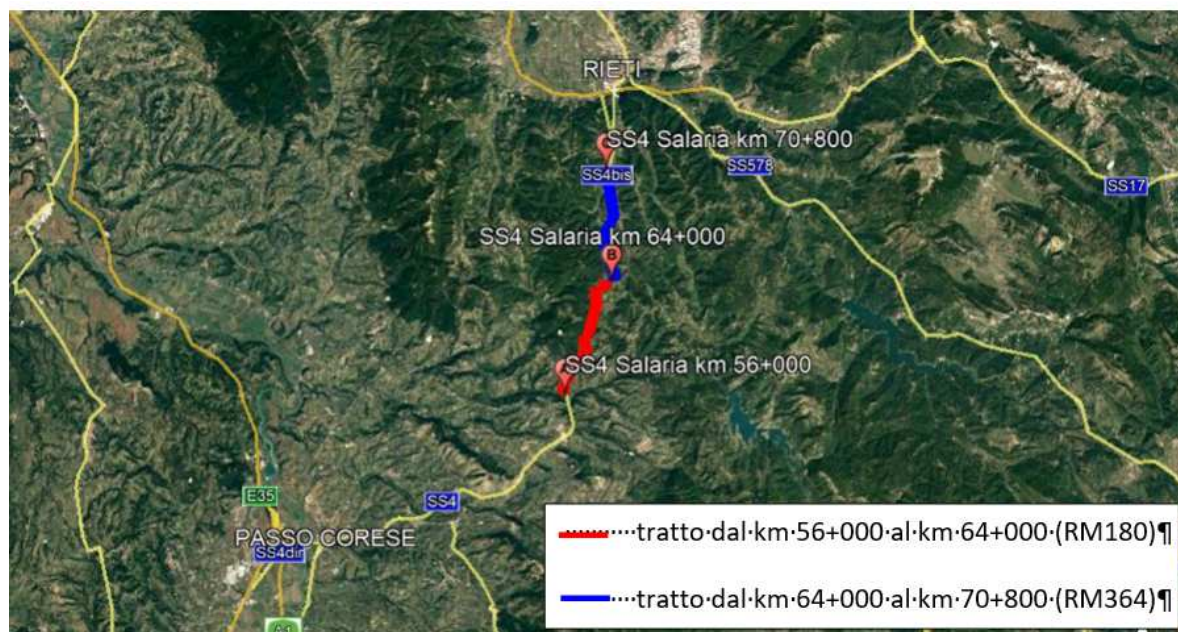 RIETI
SS4 Salaria km 70+800
SS4bis
SS578
SS17
SS4 Salaria km 64+000
B
SS4 Salaria km 56+000
E35
SS4
PASSO CORESE
SS4dir
A1
····tratto·dal·km·56+000·al·km·64+000·(RM180)¶
····tratto·dal·km·64+000·al·km·70+800·(RM364)¶